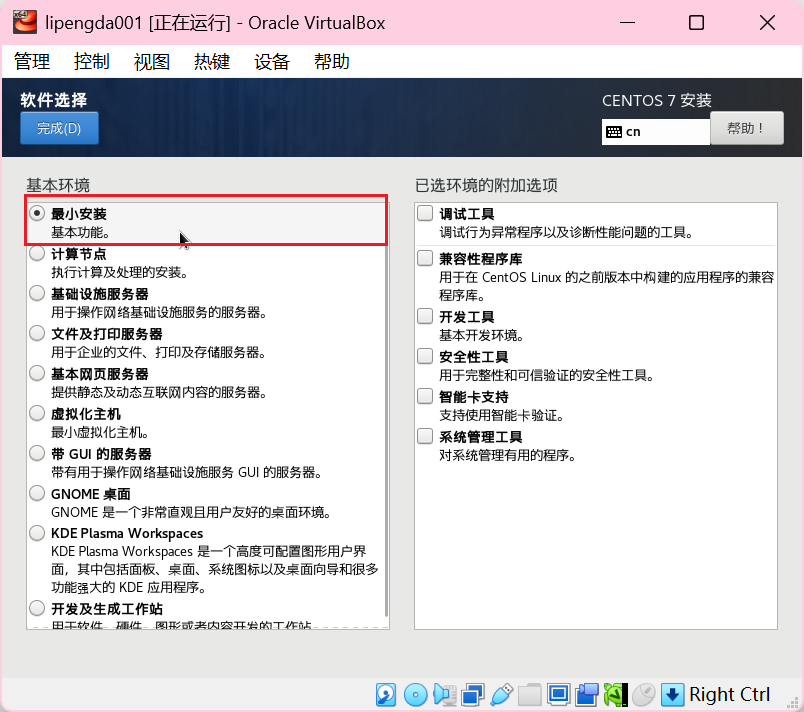 lipengda001 [正在运行] - Oracle VirtualBox
管理 控制 视图 热键 设备 帮助
软件选择
完成(D)
CENTOS 7 安装
cn
帮助！
基本环境
最小安装
基本功能。
计算节点
执行计算及处理的安装。
基础设施服务器
用于操作网络基础设施服务的服务器。
文件及打印服务器
用于企业的文件、打印及存储服务器。
基本网页服务器
提供静态及动态互联网内容的服务器。
虚拟化主机
最小虚拟化主机。
带 GUI 的服务器
带有用于操作网络基础设施服务 GUI 的服务器。
GNOME 桌面
GNOME 是一个非常直观且用户友好的桌面环境。
KDE Plasma Workspaces
KDE Plasma Workspaces 是一个高度可配置图形用户界
面，其中包括面板、桌面、系统图标以及桌面向导和很多
功能强大的 KDE 应用程序。
开发及生成工作站
用于软件、硬件、图形或者内容开发的工作站
已选环境的附加选项
调试工具
调试行为异常程序以及诊断性能问题的工具。
兼容性程序库
用于在 CentOS Linux 的之前版本中构建的应用程序的兼容
程序库。
开发工具
基本开发环境。
安全性工具
用于完整性和可信验证的安全性工具。
智能卡支持
支持使用智能卡验证。
系统管理工具
对系统管理有用的程序。
Right Ctrl